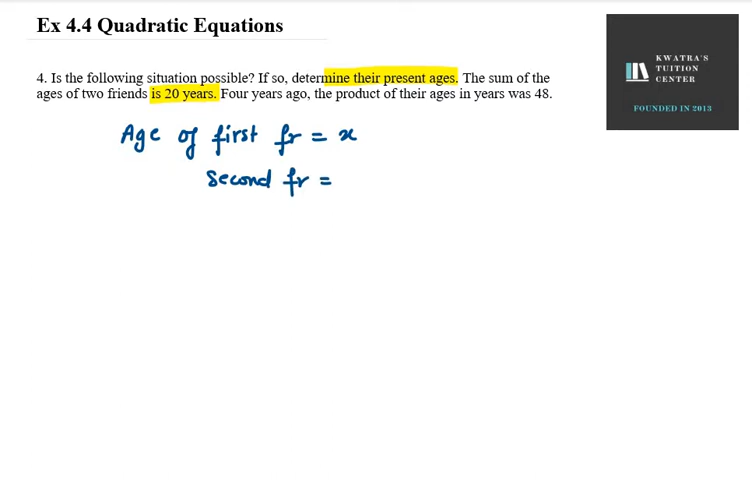 Ex 4.4 Quadratic Equations
KWATRA'S
TUITION
CENTER
FOUNDED IN 2013
4. Is the following situation possible? If so, determine their present ages. The sum of the
ages of two friends is 20 years. Four years ago, the product of their ages in years was 48.
Age of first fr = x
Second fr =